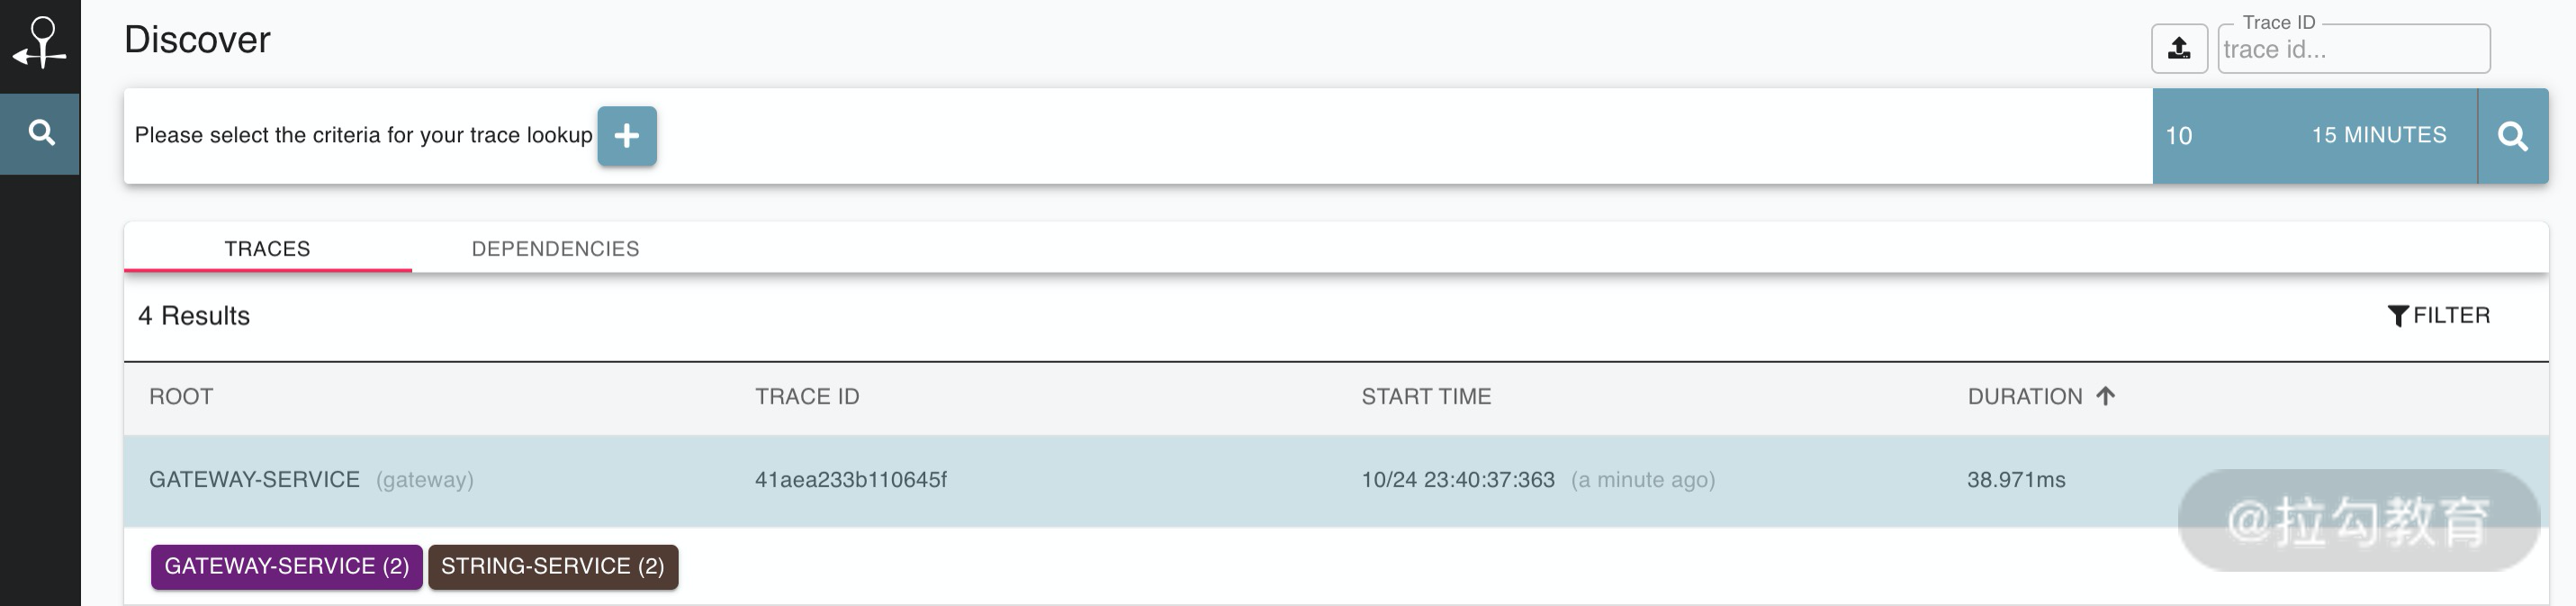 Discover
Trace ID
trace id...
Please select the criteria for your trace lookup
10 15 MINUTES
TRACES DEPENDENCIES
4 Results
FILTER
ROOT TRACE ID START TIME DURATION
GATEWAY-SERVICE (gateway) 41aea233b110645f 10/24 23:40:37:363 (a minute ago) 38.971ms
@拉勾教育
GATEWAY-SERVICE (2) STRING-SERVICE (2)